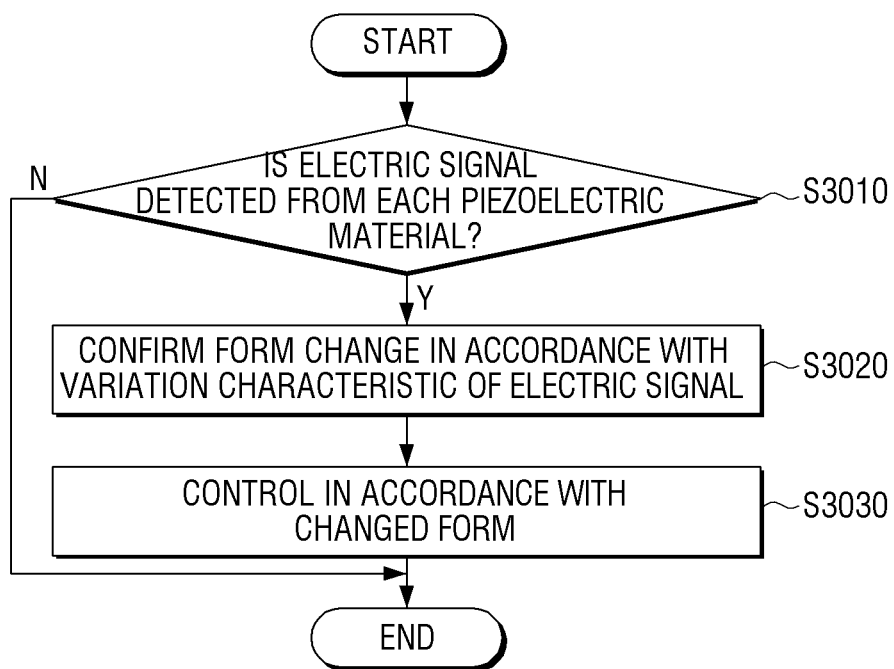 START
IS ELECTRIC SIGNAL
DETECTED FROM EACH PIEZOELECTRIC
MATERIAL?
N
S3010
Y
CONFIRM FORM CHANGE IN ACCORDANCE WITH
VARIATION CHARACTERISTIC OF ELECTRIC SIGNAL
S3020
CONTROL IN ACCORDANCE WITH
CHANGED FORM
S3030
END